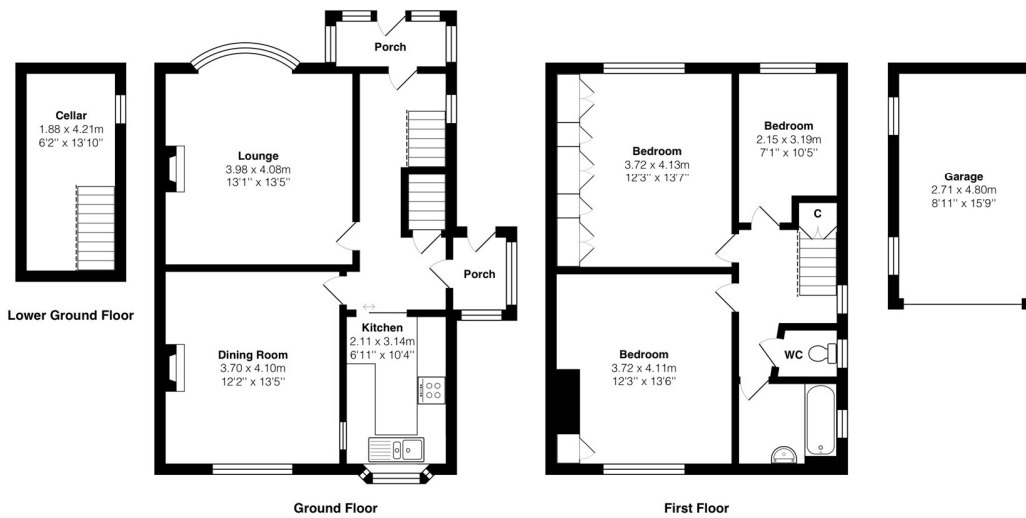 Cellar
1.88 x 4.21m
6'2" x 13'10"
Lower Ground Floor
Porch
Lounge
3.98 x 4.08m
13'1" x 13'5"
Porch
Dining Room
3.70 x 4.10m
12'2" x 13'5"
Kitchen
2.11 x 3.14m
6'11" x 10'4"
Ground Floor
Bedroom
3.72 x 4.13m
12'3" x 13'7"
Bedroom
2.15 x 3.19m
7'1" x 10'5"
C
Bedroom
3.72 x 4.11m
12'3" x 13'6"
WC
First Floor
Garage
2.71 x 4.80m
8'11" x 15'9"